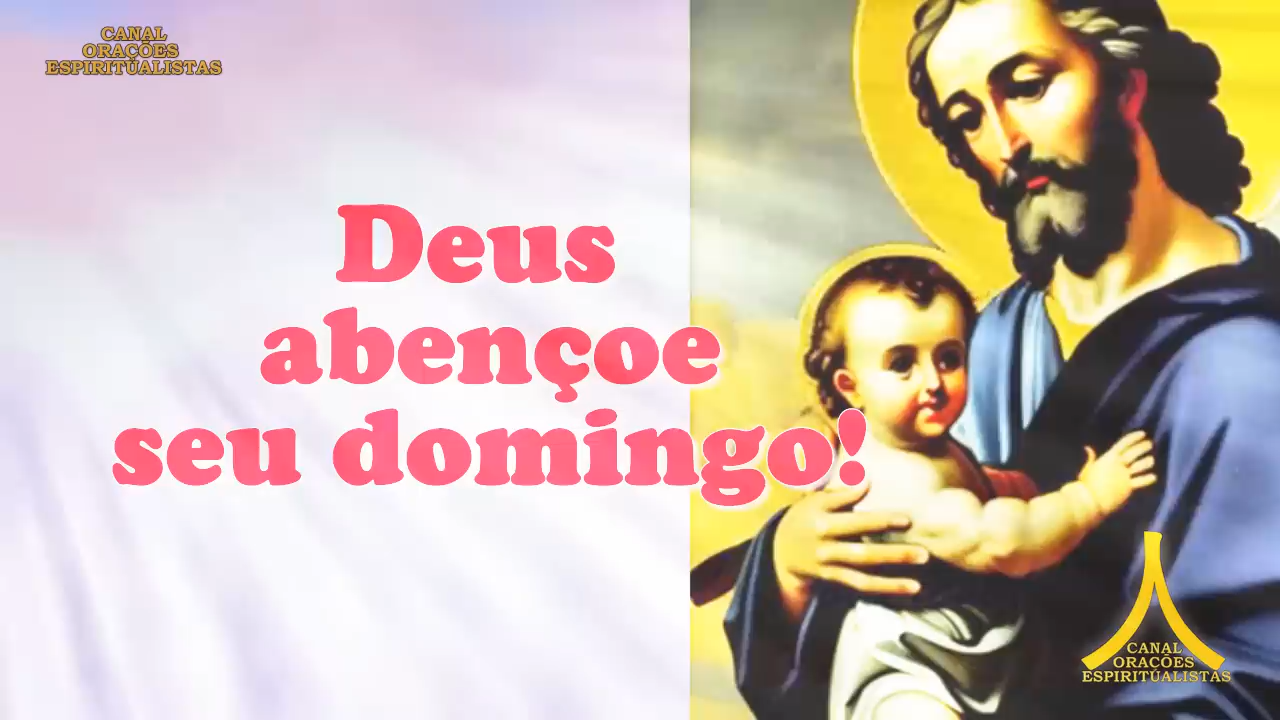 CANAL
ORAÇÕES
ESPIRITUALISTAS
Deus
abençoe
seu domingo!
CANAL
ORAÇÕES
ESPIRITUALISTAS